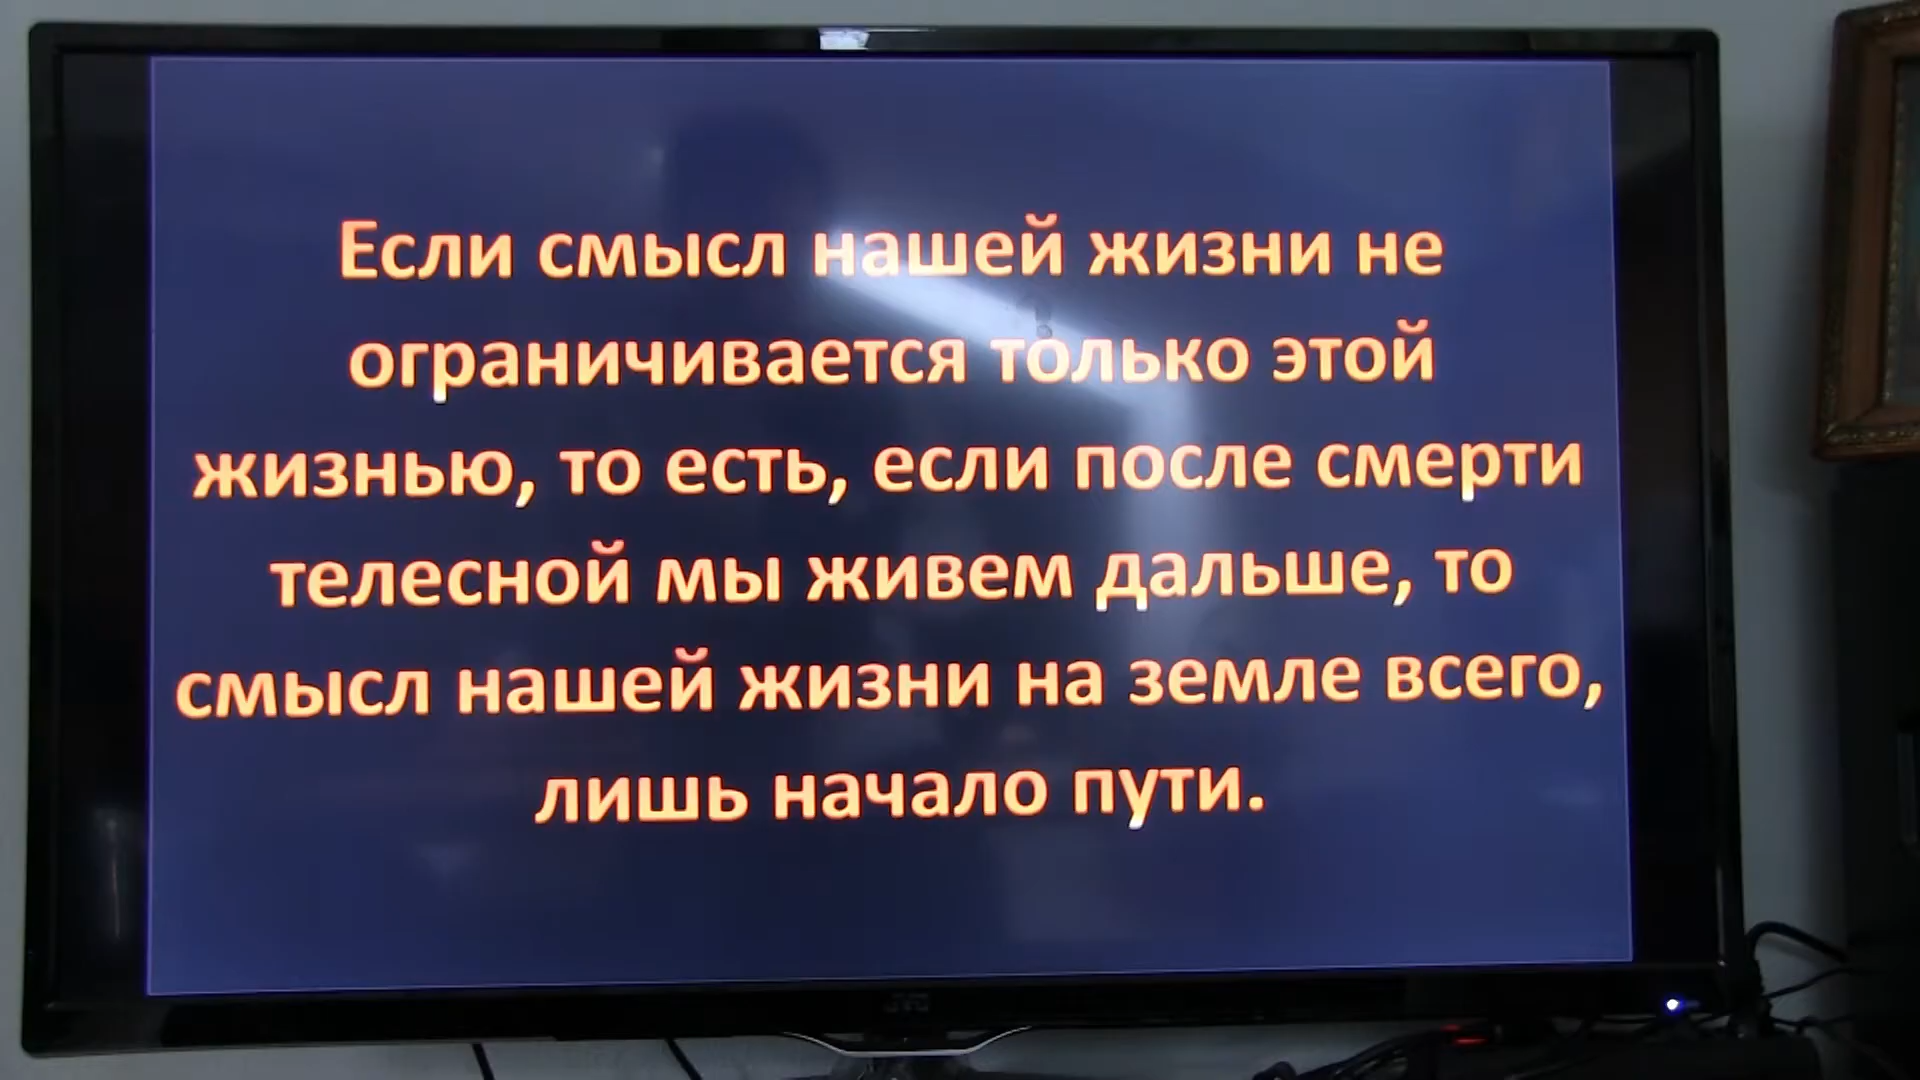 Если смысл нашей жизни не
ограничивается только этой
жизнью, то есть, если после смерти
телесной мы живем дальше, то
смысл нашей жизни на земле всего,
лишь начало пути.
JVC